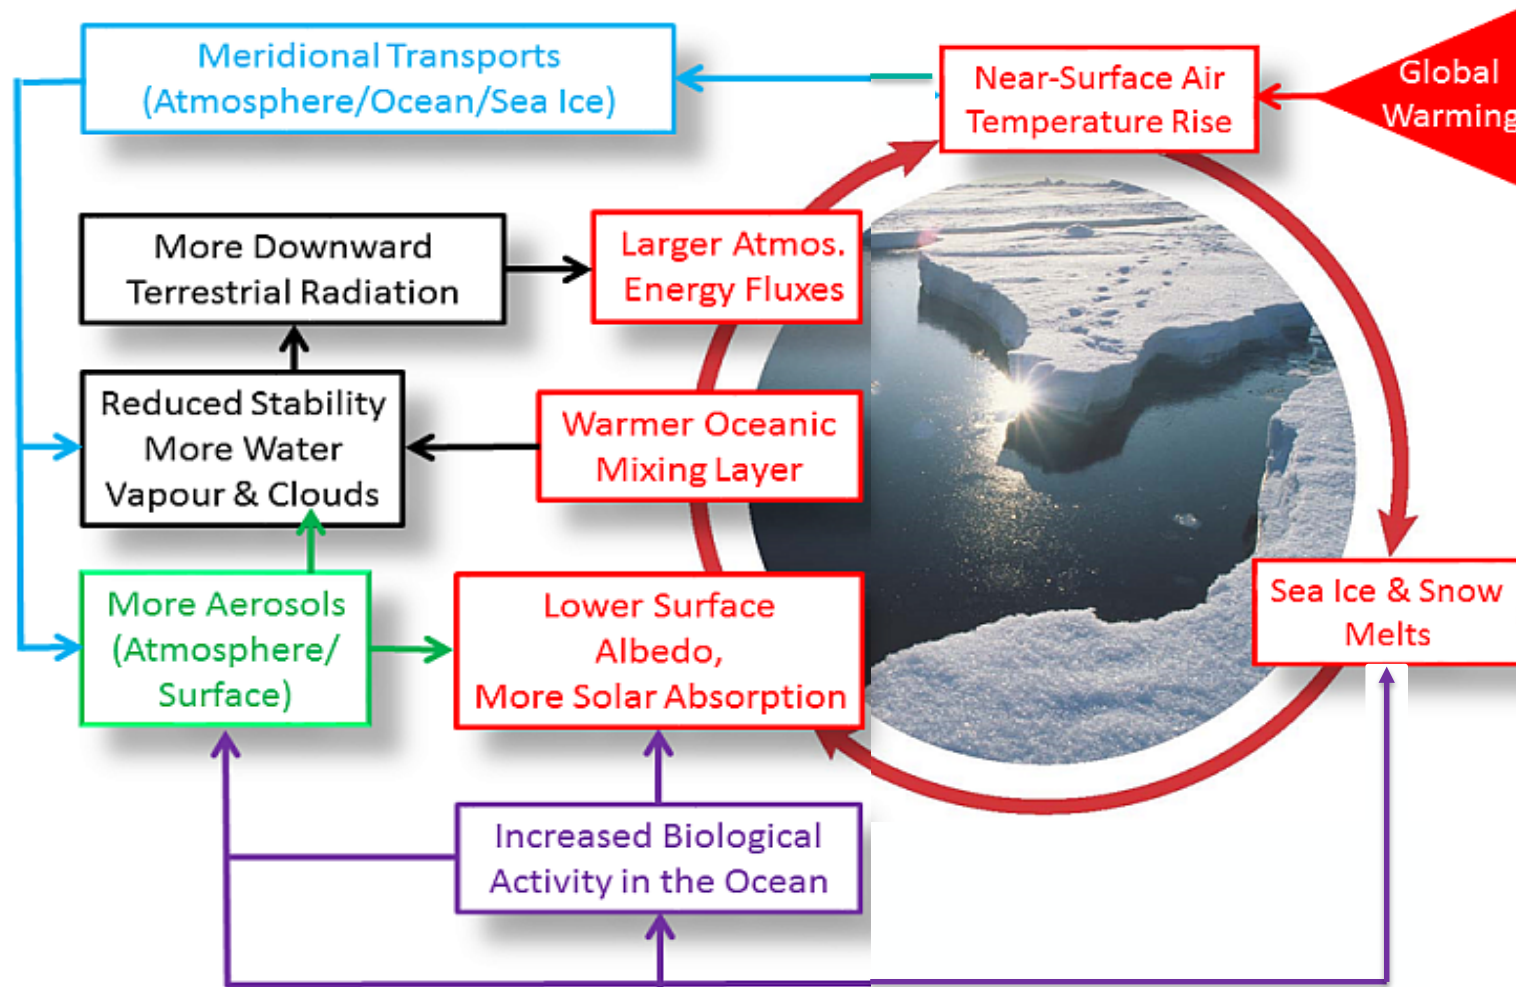 Meridional Transports
(Atmosphere/Ocean/Sea Ice)
Near-Surface Air
Temperature Rise
Global
Warming
More Downward
Terrestrial Radiation
Larger Atmos.
Energy Fluxes
Reduced Stability
More Water
Vapour & Clouds
Warmer Oceanic
Mixing Layer
More Aerosols
(Atmosphere/
Surface)
Lower Surface
Albedo,
More Solar Absorption
Sea Ice & Snow
Melts
Increased Biological
Activity in the Ocean